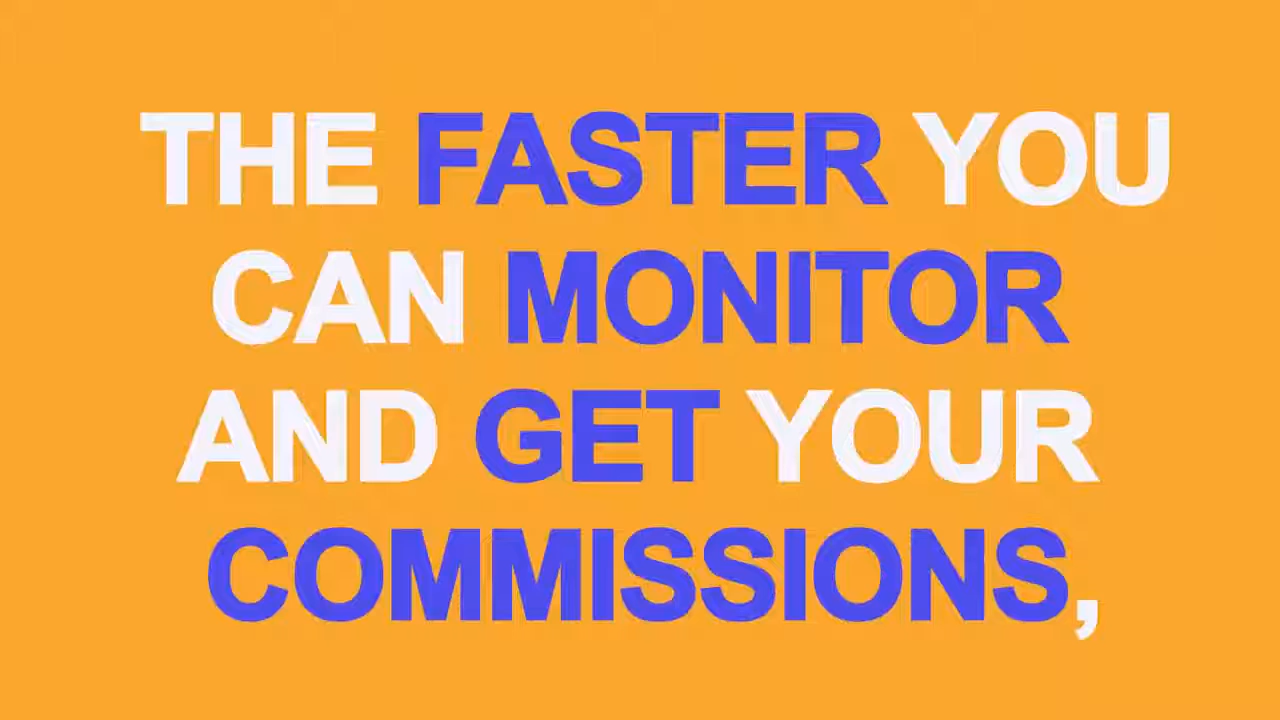 THE FASTER YOU
CAN MONITOR
AND GET YOUR
COMMISSIONS,